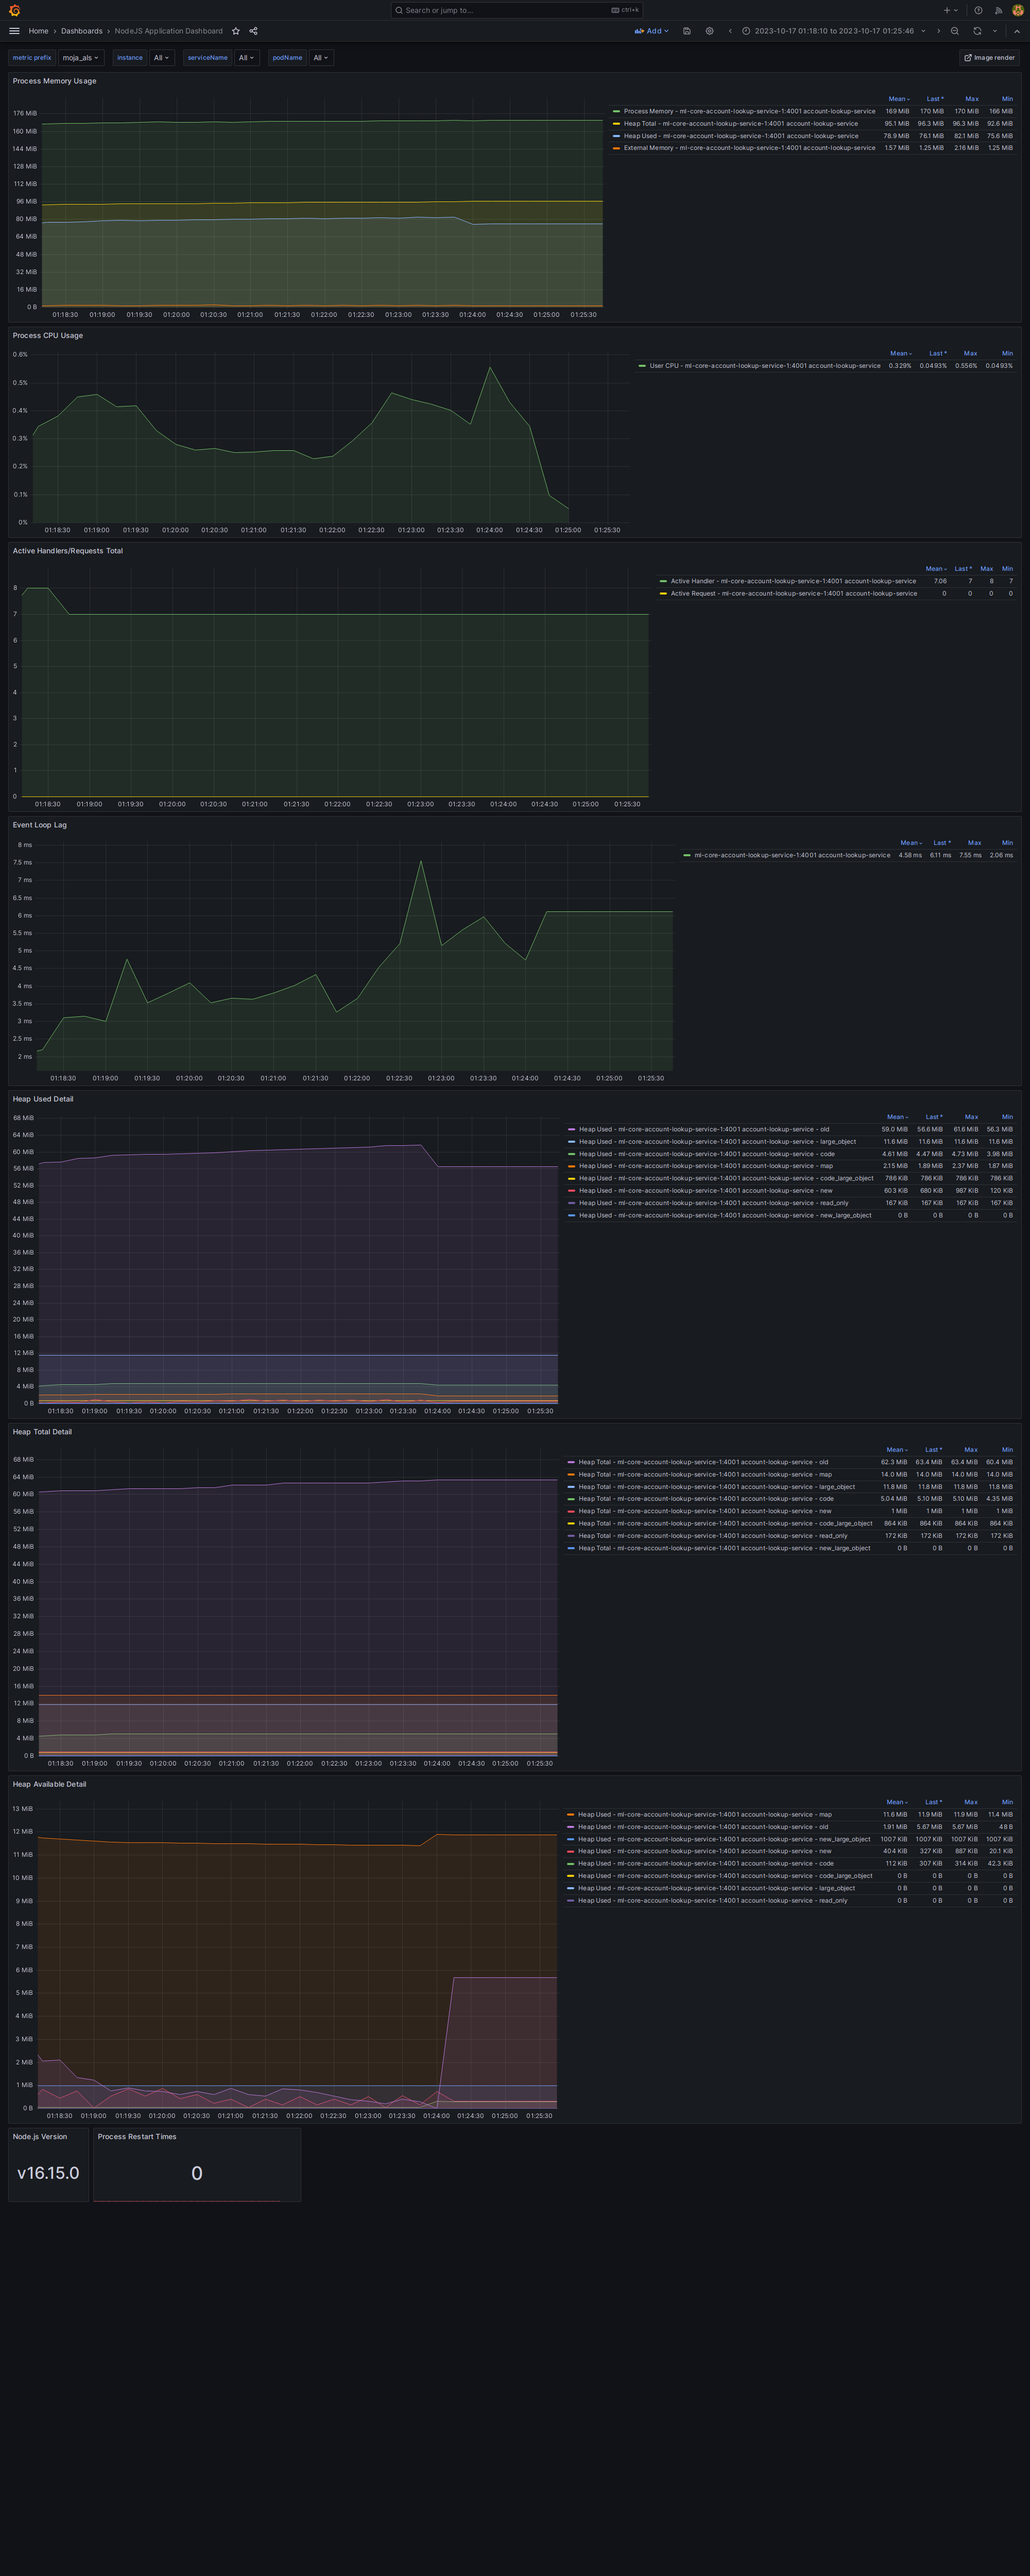 Search or jump to... ctrl+k
Home › Dashboards › NodeJS Application Dashboard Add 2023-10-17 01:18:10 to 2023-10-17 01:25:46
metric prefix moja_als instance All serviceName All podName All Image render
Process Memory Usage
Mean Last * Max Min
Process Memory - ml-core-account-lookup-service-1:4001 account-lookup-service 169 MiB 170 MiB 170 MiB 166 MiB
Heap Total - ml-core-account-lookup-service-1:4001 account-lookup-service 95.1 MiB 96.3 MiB 96.3 MiB 92.6 MiB
Heap Used - ml-core-account-lookup-service-1:4001 account-lookup-service 78.9 MiB 76.1 MiB 82.1 MiB 75.6 MiB
External Memory - ml-core-account-lookup-service-1:4001 account-lookup-service 1.57 MiB 1.25 MiB 2.16 MiB 1.25 MiB
176 MiB
160 MiB
144 MiB
128 MiB
112 MiB
96 MiB
80 MiB
64 MiB
48 MiB
32 MiB
16 MiB
0 B
01:18:30 01:19:00 01:19:30 01:20:00 01:20:30 01:21:00 01:21:30 01:22:00 01:22:30 01:23:00 01:23:30 01:24:00 01:24:30 01:25:00 01:25:30
Process CPU Usage
Mean Last * Max Min
User CPU - ml-core-account-lookup-service-1:4001 account-lookup-service 0.329% 0.0493% 0.556% 0.0493%
0.6%
0.5%
0.4%
0.3%
0.2%
0.1%
0%
01:18:30 01:19:00 01:19:30 01:20:00 01:20:30 01:21:00 01:21:30 01:22:00 01:22:30 01:23:00 01:23:30 01:24:00 01:24:30 01:25:00 01:25:30
Active Handlers/Requests Total
Mean Last * Max Min
Active Handler - ml-core-account-lookup-service-1:4001 account-lookup-service 7.06 7 8 7
Active Request - ml-core-account-lookup-service-1:4001 account-lookup-service 0 0 0 0
8
7
6
5
4
3
2
1
0
01:18:30 01:19:00 01:19:30 01:20:00 01:20:30 01:21:00 01:21:30 01:22:00 01:22:30 01:23:00 01:23:30 01:24:00 01:24:30 01:25:00 01:25:30
Event Loop Lag
Mean Last * Max Min
ml-core-account-lookup-service-1:4001 account-lookup-service 4.58 ms 6.11 ms 7.55 ms 2.06 ms
8 ms
7.5 ms
7 ms
6.5 ms
6 ms
5.5 ms
5 ms
4.5 ms
4 ms
3.5 ms
3 ms
2.5 ms
2 ms
01:18:30 01:19:00 01:19:30 01:20:00 01:20:30 01:21:00 01:21:30 01:22:00 01:22:30 01:23:00 01:23:30 01:24:00 01:24:30 01:25:00 01:25:30
Heap Used Detail
Mean Last * Max Min
Heap Used - ml-core-account-lookup-service-1:4001 account-lookup-service - old 59.0 MiB 56.6 MiB 61.6 MiB 56.3 MiB
Heap Used - ml-core-account-lookup-service-1:4001 account-lookup-service - large_object 11.6 MiB 11.6 MiB 11.6 MiB 11.6 MiB
Heap Used - ml-core-account-lookup-service-1:4001 account-lookup-service - code 4.61 MiB 4.47 MiB 4.73 MiB 3.98 MiB
Heap Used - ml-core-account-lookup-service-1:4001 account-lookup-service - map 2.15 MiB 1.89 MiB 2.37 MiB 1.87 MiB
Heap Used - ml-core-account-lookup-service-1:4001 account-lookup-service - code_large_object 786 KiB 786 KiB 786 KiB 786 KiB
Heap Used - ml-core-account-lookup-service-1:4001 account-lookup-service - new 603 KiB 680 KiB 987 KiB 120 KiB
Heap Used - ml-core-account-lookup-service-1:4001 account-lookup-service - read_only 167 KiB 167 KiB 167 KiB 167 KiB
Heap Used - ml-core-account-lookup-service-1:4001 account-lookup-service - new_large_object 0 B 0 B 0 B 0 B
68 MiB
64 MiB
60 MiB
56 MiB
52 MiB
48 MiB
44 MiB
40 MiB
36 MiB
32 MiB
28 MiB
24 MiB
20 MiB
16 MiB
12 MiB
8 MiB
4 MiB
0 B
01:18:30 01:19:00 01:19:30 01:20:00 01:20:30 01:21:00 01:21:30 01:22:00 01:22:30 01:23:00 01:23:30 01:24:00 01:24:30 01:25:00 01:25:30
Heap Total Detail
Mean Last * Max Min
Heap Total - ml-core-account-lookup-service-1:4001 account-lookup-service - old 62.3 MiB 63.4 MiB 63.4 MiB 60.4 MiB
Heap Total - ml-core-account-lookup-service-1:4001 account-lookup-service - map 14.0 MiB 14.0 MiB 14.0 MiB 14.0 MiB
Heap Total - ml-core-account-lookup-service-1:4001 account-lookup-service - large_object 11.8 MiB 11.8 MiB 11.8 MiB 11.8 MiB
Heap Total - ml-core-account-lookup-service-1:4001 account-lookup-service - code 5.04 MiB 5.10 MiB 5.10 MiB 4.35 MiB
Heap Total - ml-core-account-lookup-service-1:4001 account-lookup-service - new 1 MiB 1 MiB 1 MiB 1 MiB
Heap Total - ml-core-account-lookup-service-1:4001 account-lookup-service - code_large_object 864 KiB 864 KiB 864 KiB 864 KiB
Heap Total - ml-core-account-lookup-service-1:4001 account-lookup-service - read_only 172 KiB 172 KiB 172 KiB 172 KiB
Heap Total - ml-core-account-lookup-service-1:4001 account-lookup-service - new_large_object 0 B 0 B 0 B 0 B
68 MiB
64 MiB
60 MiB
56 MiB
52 MiB
48 MiB
44 MiB
40 MiB
36 MiB
32 MiB
28 MiB
24 MiB
20 MiB
16 MiB
12 MiB
8 MiB
4 MiB
0 B
01:18:30 01:19:00 01:19:30 01:20:00 01:20:30 01:21:00 01:21:30 01:22:00 01:22:30 01:23:00 01:23:30 01:24:00 01:24:30 01:25:00 01:25:30
Heap Available Detail
Mean Last * Max Min
Heap Used - ml-core-account-lookup-service-1:4001 account-lookup-service - map 11.6 MiB 11.9 MiB 11.9 MiB 11.4 MiB
Heap Used - ml-core-account-lookup-service-1:4001 account-lookup-service - old 1.91 MiB 5.67 MiB 5.67 MiB 48 B
Heap Used - ml-core-account-lookup-service-1:4001 account-lookup-service - new_large_object 1007 KiB 1007 KiB 1007 KiB 1007 KiB
Heap Used - ml-core-account-lookup-service-1:4001 account-lookup-service - new 404 KiB 327 KiB 887 KiB 20.1 KiB
Heap Used - ml-core-account-lookup-service-1:4001 account-lookup-service - code 112 KiB 307 KiB 314 KiB 42.3 KiB
Heap Used - ml-core-account-lookup-service-1:4001 account-lookup-service - code_large_object 0 B 0 B 0 B 0 B
Heap Used - ml-core-account-lookup-service-1:4001 account-lookup-service - large_object 0 B 0 B 0 B 0 B
Heap Used - ml-core-account-lookup-service-1:4001 account-lookup-service - read_only 0 B 0 B 0 B 0 B
13 MiB
12 MiB
11 MiB
10 MiB
9 MiB
8 MiB
7 MiB
6 MiB
5 MiB
4 MiB
3 MiB
2 MiB
1 MiB
0 B
01:18:30 01:19:00 01:19:30 01:20:00 01:20:30 01:21:00 01:21:30 01:22:00 01:22:30 01:23:00 01:23:30 01:24:00 01:24:30 01:25:00 01:25:30
Node.js Version Process Restart Times
v16.15.0 0